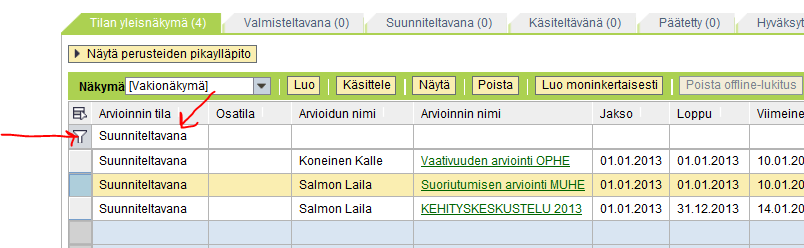 Tilan yleisnäkymä (4) Valmisteltavana (0) Suunniteltavana (0) Käsiteltävänä (0) Päätetty (0) Hyväksyt
Näytä perusteiden pikaylläpito
Näkymä [Vakionäkymä] Luo Käsittele Näytä Poista Luo moninkertaisesti Poista offline-lukitus
Arvioinnin tila Osatila Arvioidun nimi Arvioinnin nimi Jakso Loppu Viimeine
Suunniteltavana
Suunniteltavana Koneinen Kalle Vaativuuden arviointi OPHE 01.01.2013 01.01.2013 10.01
Suunniteltavana Salmon Laila Suoriutumisen arviointi MUHE 01.01.2013 01.01.2013 10.01
Suunniteltavana Salmon Laila KEHITYSKESKUSTELU 2013 01.01.2013 31.12.2013 14.01